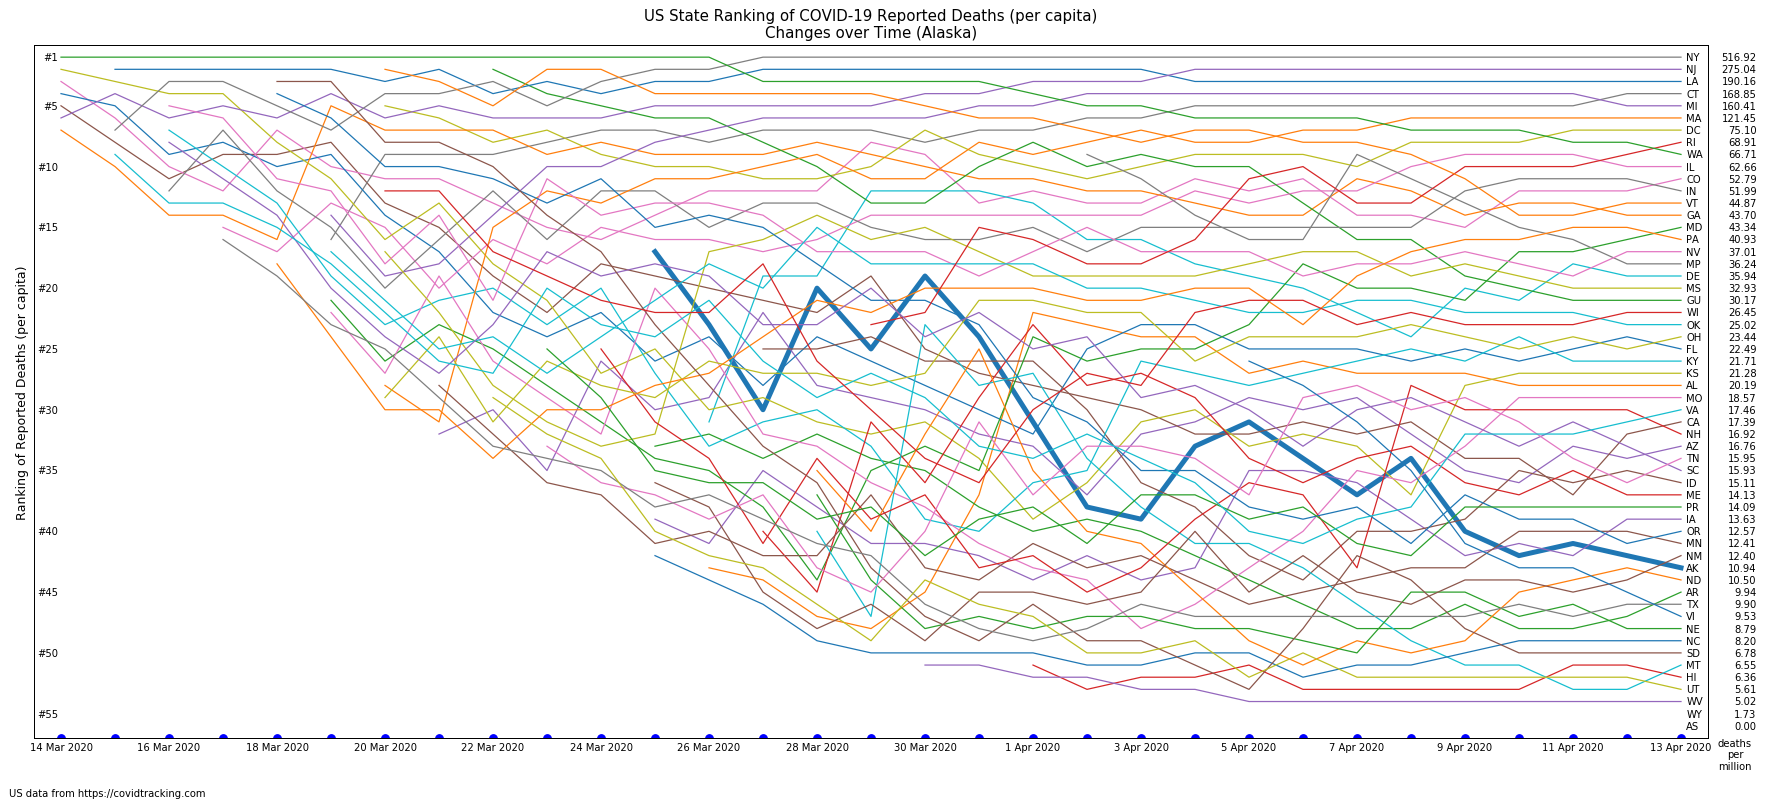 US State Ranking of COVID-19 Reported Deaths (per capita)
Changes over Time (Alaska)
Ranking of Reported Deaths (per capita)
#1
#5
#10
#15
#20
#25
#30
#35
#40
#45
#50
#55
NY 516.92
NJ 275.04
LA 190.16
CT 168.85
MI 160.41
MA 121.45
DC 75.10
RI 68.91
WA 66.71
IL 62.66
CO 52.79
IN 51.99
VT 44.87
GA 43.70
MD 43.34
PA 40.93
NV 37.01
MP 36.24
DE 35.94
MS 32.93
GU 30.17
WI 26.45
OK 25.02
OH 23.44
FL 22.49
KY 21.71
KS 21.28
AL 20.19
MO 18.57
VA 17.46
CA 17.39
NH 16.92
AZ 16.76
TN 15.95
SC 15.93
ID 15.11
ME 14.13
PR 14.09
IA 13.63
OR 12.57
MN 12.41
NM 12.40
AK 10.94
ND 10.50
AR 9.94
TX 9.90
VI 9.53
NE 8.79
NC 8.20
SD 6.78
MT 6.55
HI 6.36
UT 5.61
WV 5.02
WY 1.73
AS 0.00
14 Mar 2020 16 Mar 2020 18 Mar 2020 20 Mar 2020 22 Mar 2020 24 Mar 2020 26 Mar 2020 28 Mar 2020 30 Mar 2020 1 Apr 2020 3 Apr 2020 5 Apr 2020 7 Apr 2020 9 Apr 2020 11 Apr 2020 13 Apr 2020
deaths
per
million
US data from https://covidtracking.com